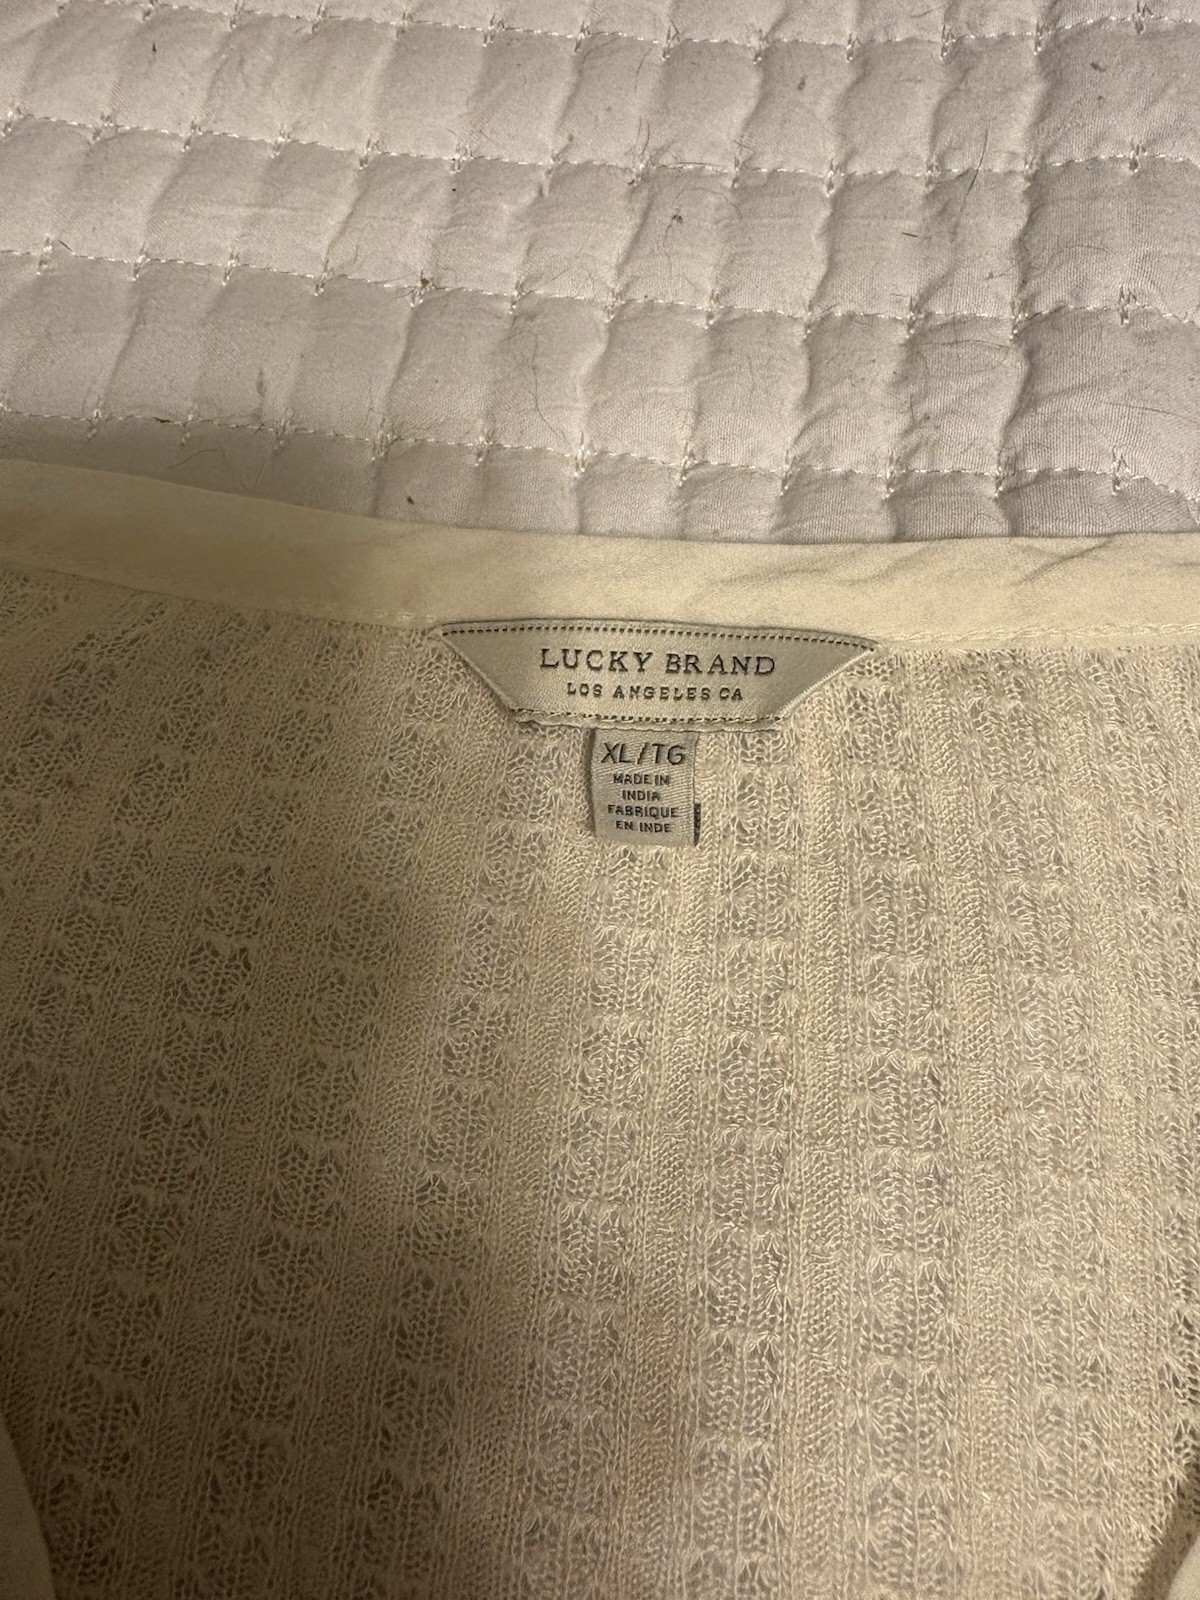 LUCKY BRAND
LOS ANGELES CA
XL/TG
MADE IN
INDIA
FABRIQUE
EN INDE